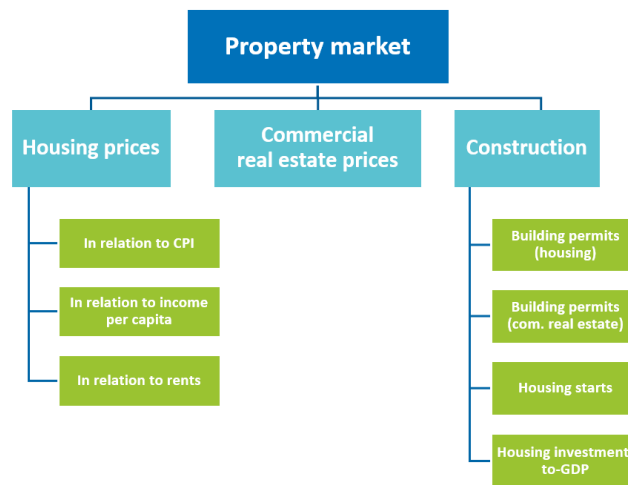 Property market
Housing prices
Commercial
real estate prices
Construction
In relation to CPI
In relation to income
per capita
In relation to rents
Building permits
(housing)
Building permits
(com. real estate)
Housing starts
Housing investment-
to-GDP